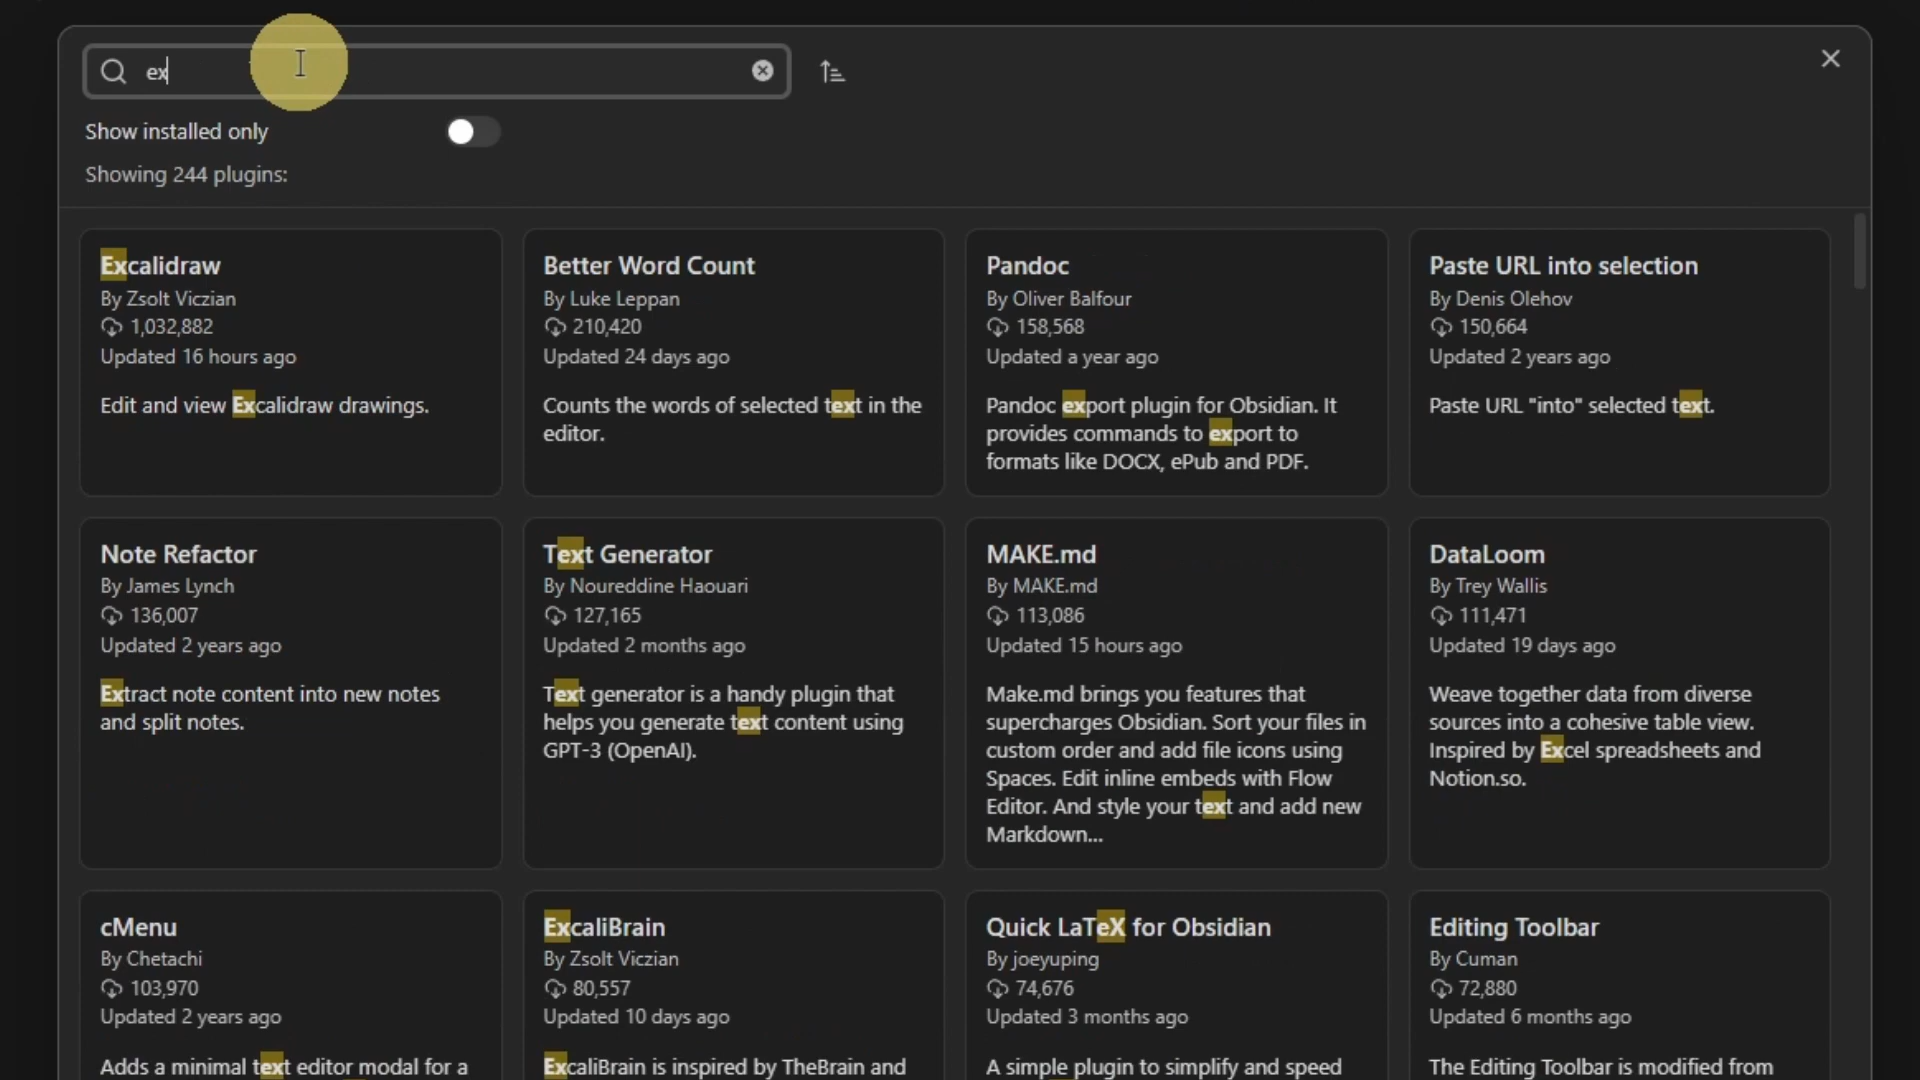 ex
Show installed only
Showing 244 plugins:
Excalidraw
By Zsolt Viczian
1,032,882
Updated 16 hours ago
Edit and view Excalidraw drawings.
Better Word Count
By Luke Leppan
210,420
Updated 24 days ago
Counts the words of selected text in the
editor.
Pandoc
By Oliver Balfour
158,568
Updated a year ago
Pandoc export plugin for Obsidian. It
provides commands to export to
formats like DOCX, ePub and PDF.
Paste URL into selection
By Denis Olehov
150,664
Updated 2 years ago
Paste URL "into" selected text.
Note Refactor
By James Lynch
136,007
Updated 2 years ago
Extract note content into new notes
and split notes.
Text Generator
By Noureddine Haouari
127,165
Updated 2 months ago
Text generator is a handy plugin that
helps you generate text content using
GPT-3 (OpenAI).
MAKE.md
By MAKE.md
113,086
Updated 15 hours ago
Make.md brings you features that
supercharges Obsidian. Sort your files in
custom order and add file icons using
Spaces. Edit inline embeds with Flow
Editor. And style your text and add new
Markdown...
DataLoom
By Trey Wallis
111,471
Updated 19 days ago
Weave together data from diverse
sources into a cohesive table view.
Inspired by Excel spreadsheets and
Notion.so.
cMenu
By Chetachi
103,970
Updated 2 years ago
Adds a minimal text editor modal for a
ExcaliBrain
By Zsolt Viczian
80,557
Updated 10 days ago
ExcaliBrain is inspired by TheBrain and
Quick LaTeX for Obsidian
By joeyuping
74,676
Updated 3 months ago
A simple plugin to simplify and speed
Editing Toolbar
By Cuman
72,880
Updated 6 months ago
The Editing Toolbar is modified from